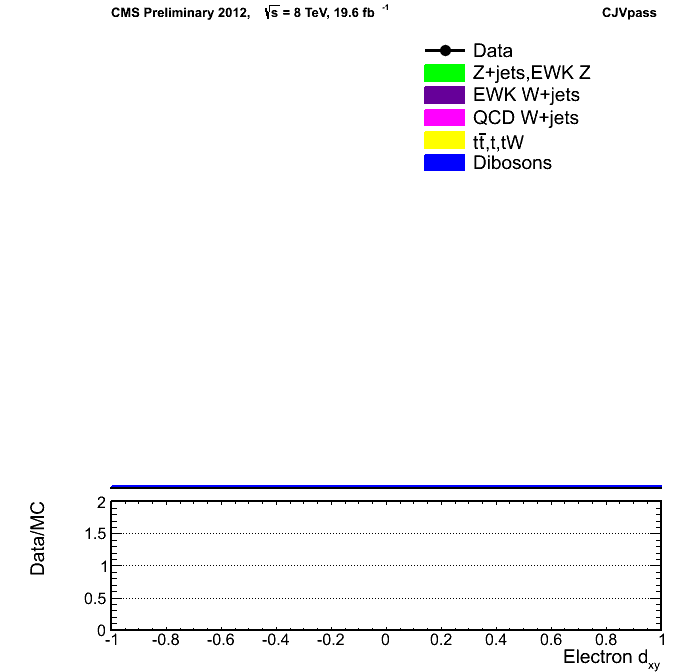 CMS Preliminary 2012, √s = 8 TeV, 19.6 fb⁻¹ CJVpass
Data
Z+jets,EWK Z
EWK W+jets
QCD W+jets
tt̅,t,tW
Dibosons
Data/MC
2
1.5
1
0.5
0
-1 -0.8 -0.6 -0.4 -0.2 0 0.2 0.4 0.6 0.8 1
Electron d_xy